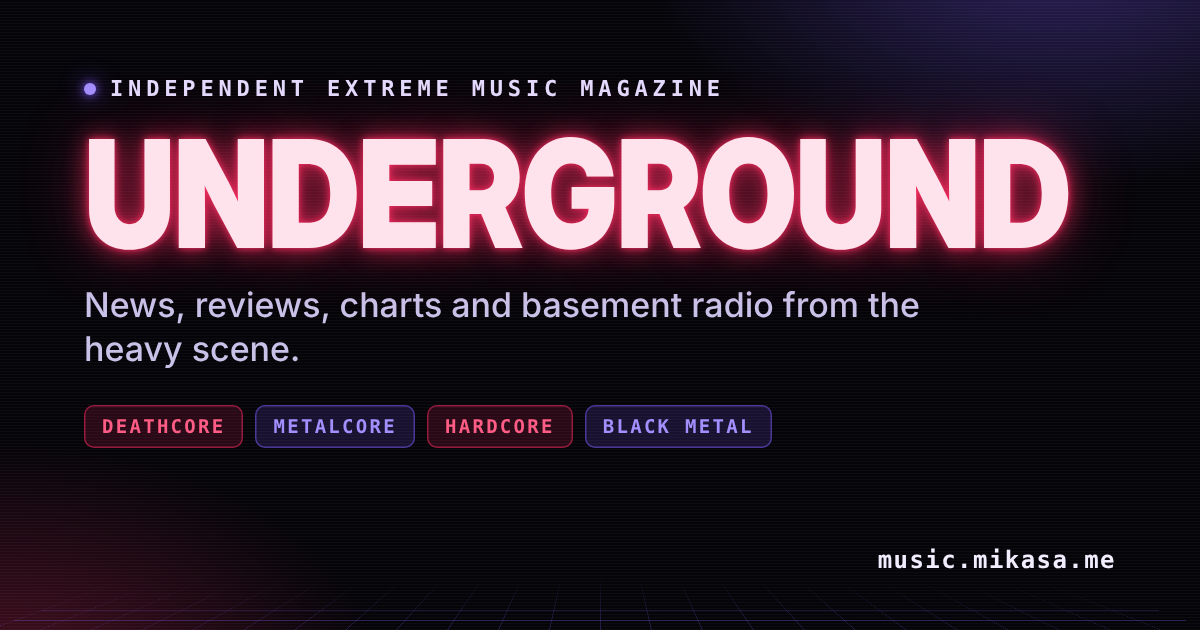 INDEPENDENT EXTREME MUSIC MAGAZINE
UNDERGROUND
News, reviews, charts and basement radio from the
heavy scene.
DEATHCORE METALCORE HARDCORE BLACK METAL
music.mikasa.me